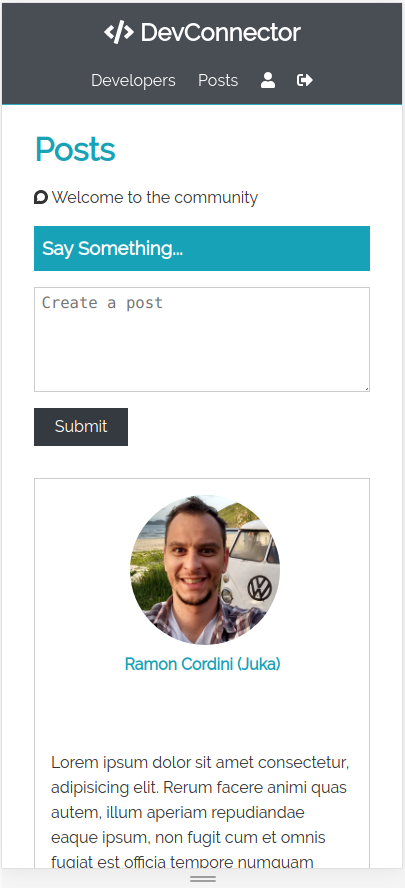 </> DevConnector
Developers Posts
Posts
Welcome to the community
Say Something...
Create a post
Submit
Ramon Cordini (Juka)
Lorem ipsum dolor sit amet consectetur,
adipisicing elit. Rerum facere animi quas
autem, illum aperiam repudiandae
eaque ipsum, non fugit cum et omnis
fugiat est officia tempore numquam